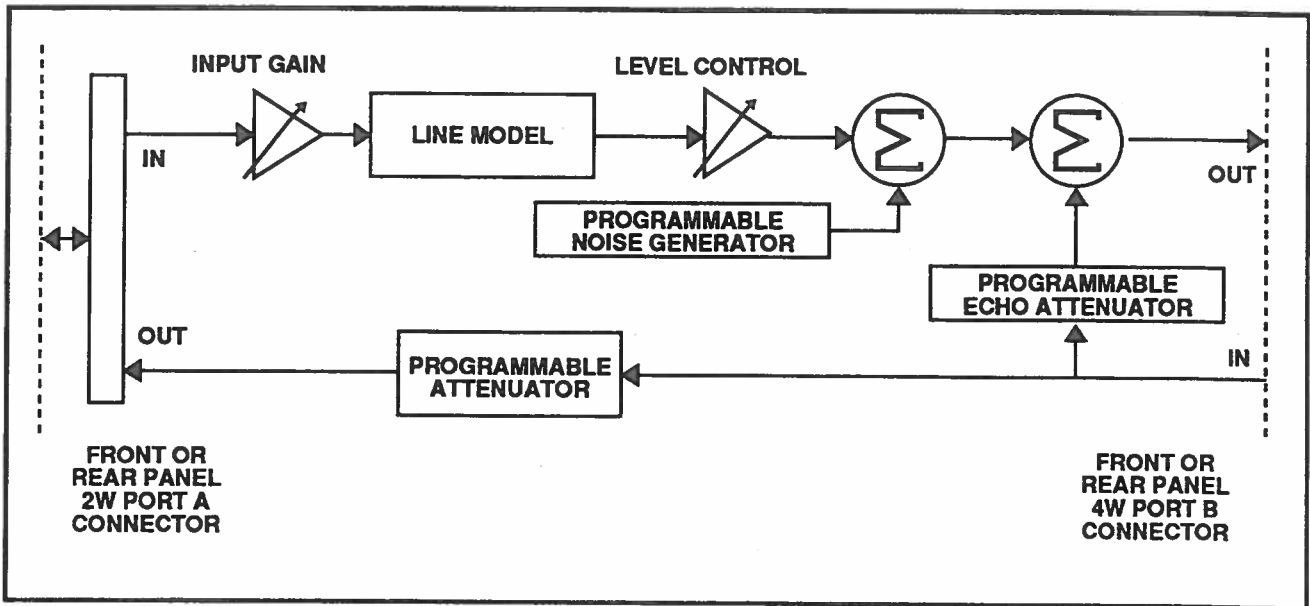 INPUT GAIN
LEVEL CONTROL
LINE MODEL
IN
Σ
Σ
OUT
PROGRAMMABLE
NOISE GENERATOR
PROGRAMMABLE
ECHO ATTENUATOR
OUT
PROGRAMMABLE
ATTENUATOR
IN
FRONT OR
REAR PANEL
2W PORT A
CONNECTOR
FRONT OR
REAR PANEL
4W PORT B
CONNECTOR